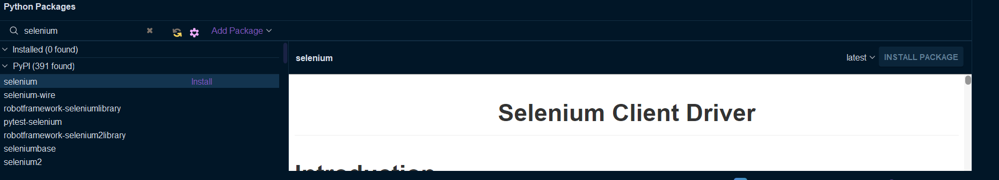 Python Packages
selenium
Add Package
Installed (0 found)
PyPI (391 found)
selenium Install
selenium-wire
robotframework-seleniumlibrary
pytest-selenium
robotframework-selenium2library
seleniumbase
selenium2
selenium
latest INSTALL PACKAGE
Selenium Client Driver
Introduction